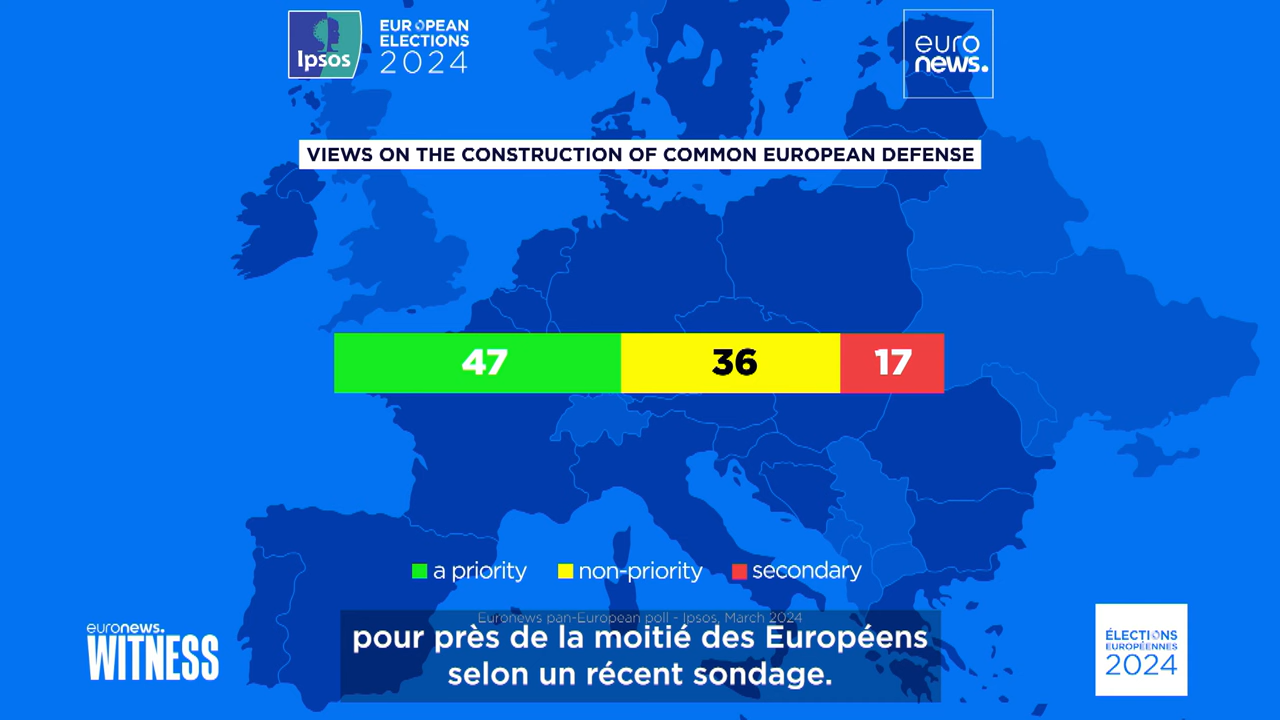 Ipsos
EUROPEAN
ELECTIONS
2024
euro
news.
VIEWS ON THE CONSTRUCTION OF COMMON EUROPEAN DEFENSE
47 36 17
a priority non-priority secondary
Euronews pan-European poll - Ipsos, March 2024
pour près de la moitié des Européens
selon un récent sondage.
euronews.
WITNESS
ÉLECTIONS
EUROPÉENNES
2024